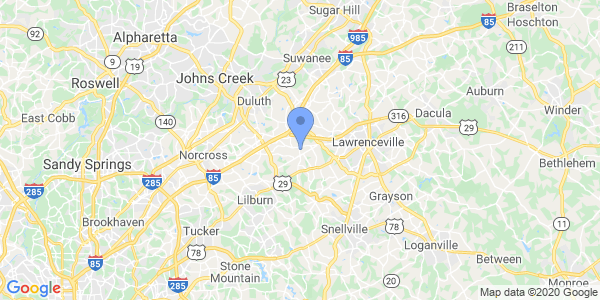 Sugar Hill
Braselton
Hoschton
92
Alpharetta
985
85
211
9
19
Suwanee
85
Roswell
Johns Creek
23
Auburn
Duluth
Winder
East Cobb
140
316
Dacula
29
Lawrenceville
Norcross
Sandy Springs
Bethlehem
285
85
285
29
Grayson
Lilburn
Brookhaven
11
Tucker
78
Snellville
78
Loganville
Between
85
Stone
Mountain
285
20
Monroe
Google
Map data ©2020 Google